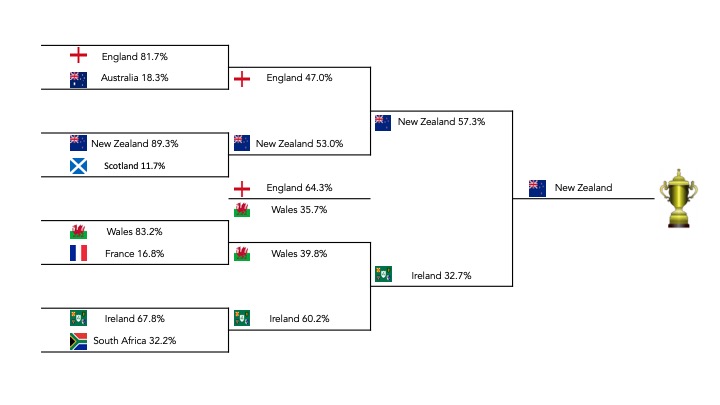 England 81.7%
Australia 18.3%
England 47.0%
New Zealand 57.3%
New Zealand 89.3%
New Zealand 53.0%
Scotland 11.7%
England 64.3%
New Zealand
Wales 35.7%
Wales 83.2%
France 16.8%
Wales 39.8%
Ireland 32.7%
Ireland 67.8%
Ireland 60.2%
South Africa 32.2%